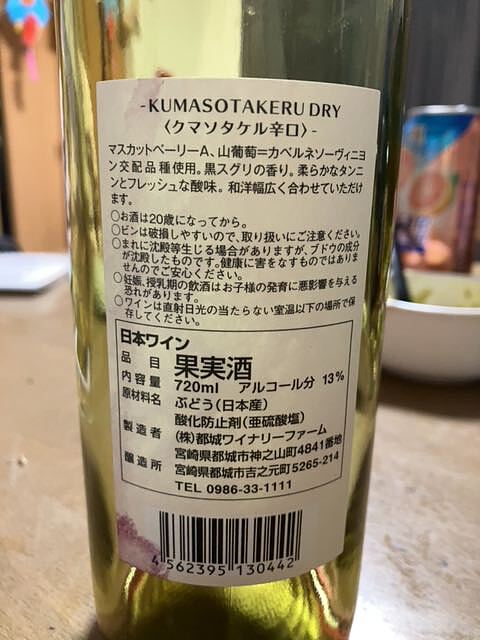 -KUMASOTAKERU DRY
〈クマソタケル辛口〉-
マスカットベーリーA、山葡萄=カベルネソーヴィニヨ
ン交配品種使用。黒スグリの香り。柔らかなタンニ
ンとフレッシュな酸味。和洋幅広く合わせていただけ
ます。
○お酒は20歳になってから。
○ビンは破損しやすいので、取り扱いにご注意ください。
○まれに沈殿等生じる場合がありますが、ブドウの成分
が沈殿したものです。健康に害をなすものではありま
せんのでご安心ください。
○妊娠、授乳期の飲酒はお子様の発育に悪影響を与える
恐れがあります。
○ワインは直射日光の当たらない室温以下の場所で保
存してください。
日本ワイン
品目 果実酒
内容量 720ml アルコール分 13%
原材料名 ぶどう(日本産)
酸化防止剤(亜硫酸塩)
製造者 (株)都城ワイナリーファーム
宮崎県都城市神之山町4841番地
醸造所 宮崎県都城市吉之元町5265-214
TEL 0986-33-1111
4 562395 130442